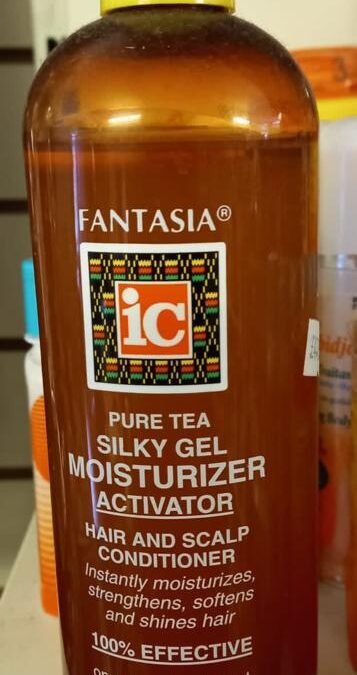 FANTASIA®
ic
PURE TEA
SILKY GEL
MOISTURIZER
ACTIVATOR
HAIR AND SCALP
CONDITIONER
Instantly moisturizes,
strengthens, softens
and shines hair
100% EFFECTIVE